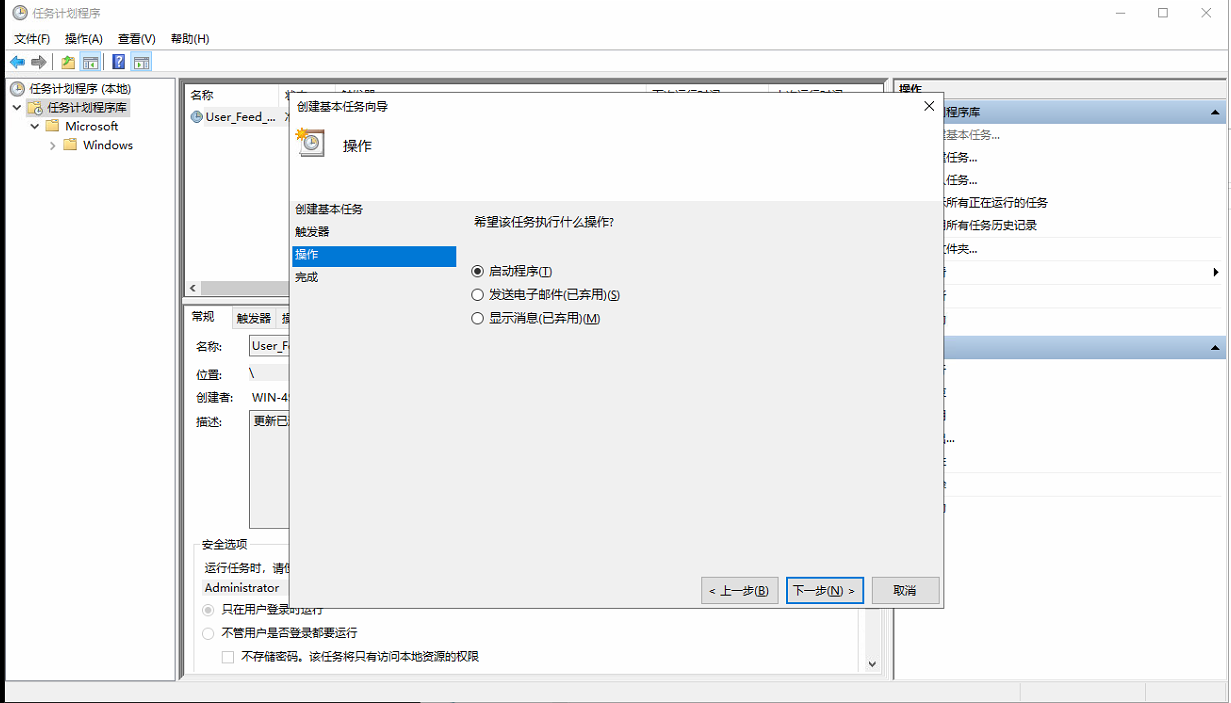 任务计划程序
文件(F) 操作(A) 查看(V) 帮助(H)
任务计划程序 (本地)
任务计划程序库
Microsoft
Windows
名称
User_Feed_...
创建基本任务向导
操作
创建基本任务
触发器
操作
完成
希望该任务执行什么操作?
启动程序(T)
发送电子邮件(已弃用)(S)
显示消息(已弃用)(M)
< 上一步(B) 下一步(N) > 取消
常规 触发器
名称: User_F
位置: \
创建者: WIN-4
描述: 更新已
安全选项
运行任务时，请
Administrator
只在用户登录时运行
不管用户是否登录都要运行
不存储密码。该任务将只有访问本地资源的权限
操作
程序库
基本任务...
任务...
任务...
所有正在运行的任务
所有任务历史记录
件夹...